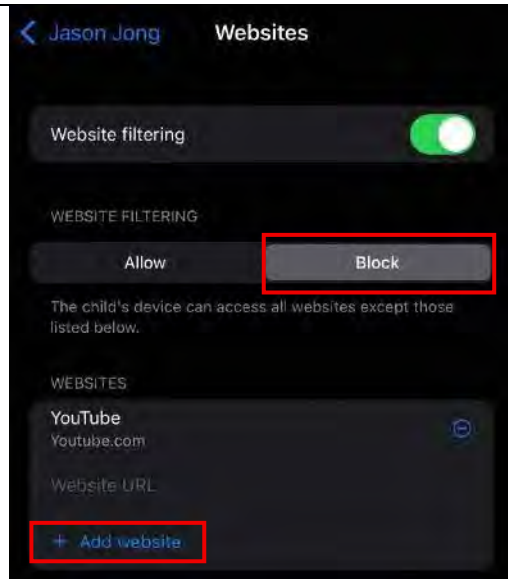 Jason Jong Websites
Website filtering
WEBSITE FILTERING
Allow Block
The child's device can access all websites except those
listed below.
WEBSITES
YouTube
Youtube.com
Website URL
+ Add website